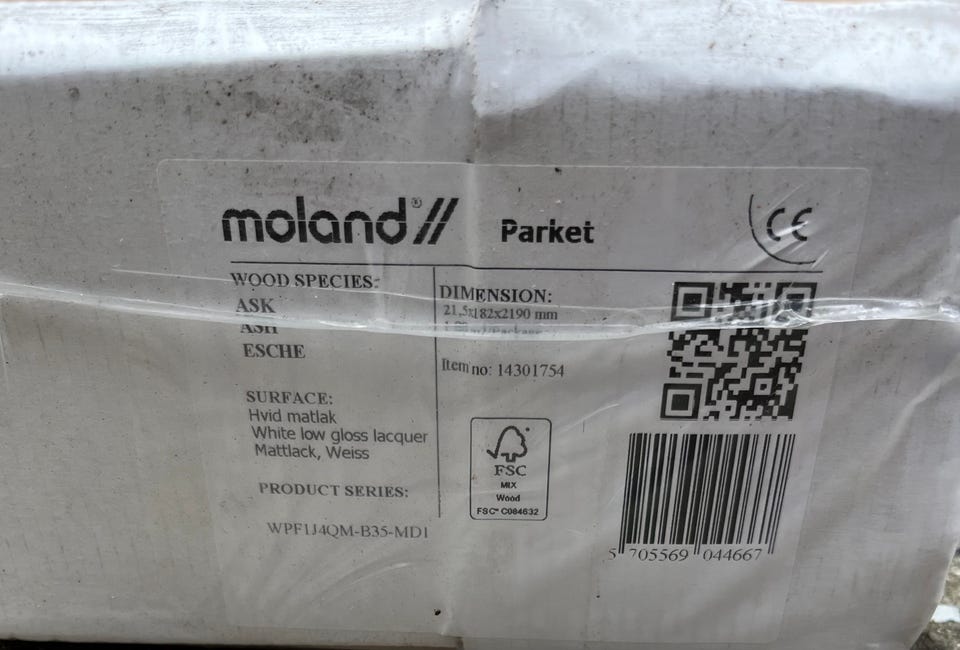 moland®//
Parket
CE
WOOD SPECIES:
ASK
ASH
ESCHE
SURFACE:
Hvid matlak
White low gloss lacquer
Mattlack, Weiss
PRODUCT SERIES:
WPF1J4QM-B35-MD1
DIMENSION:
21,5x182x2190 mm
Item no: 14301754
FSC
MIX
Wood
FSC® C084632
5 705569 044667